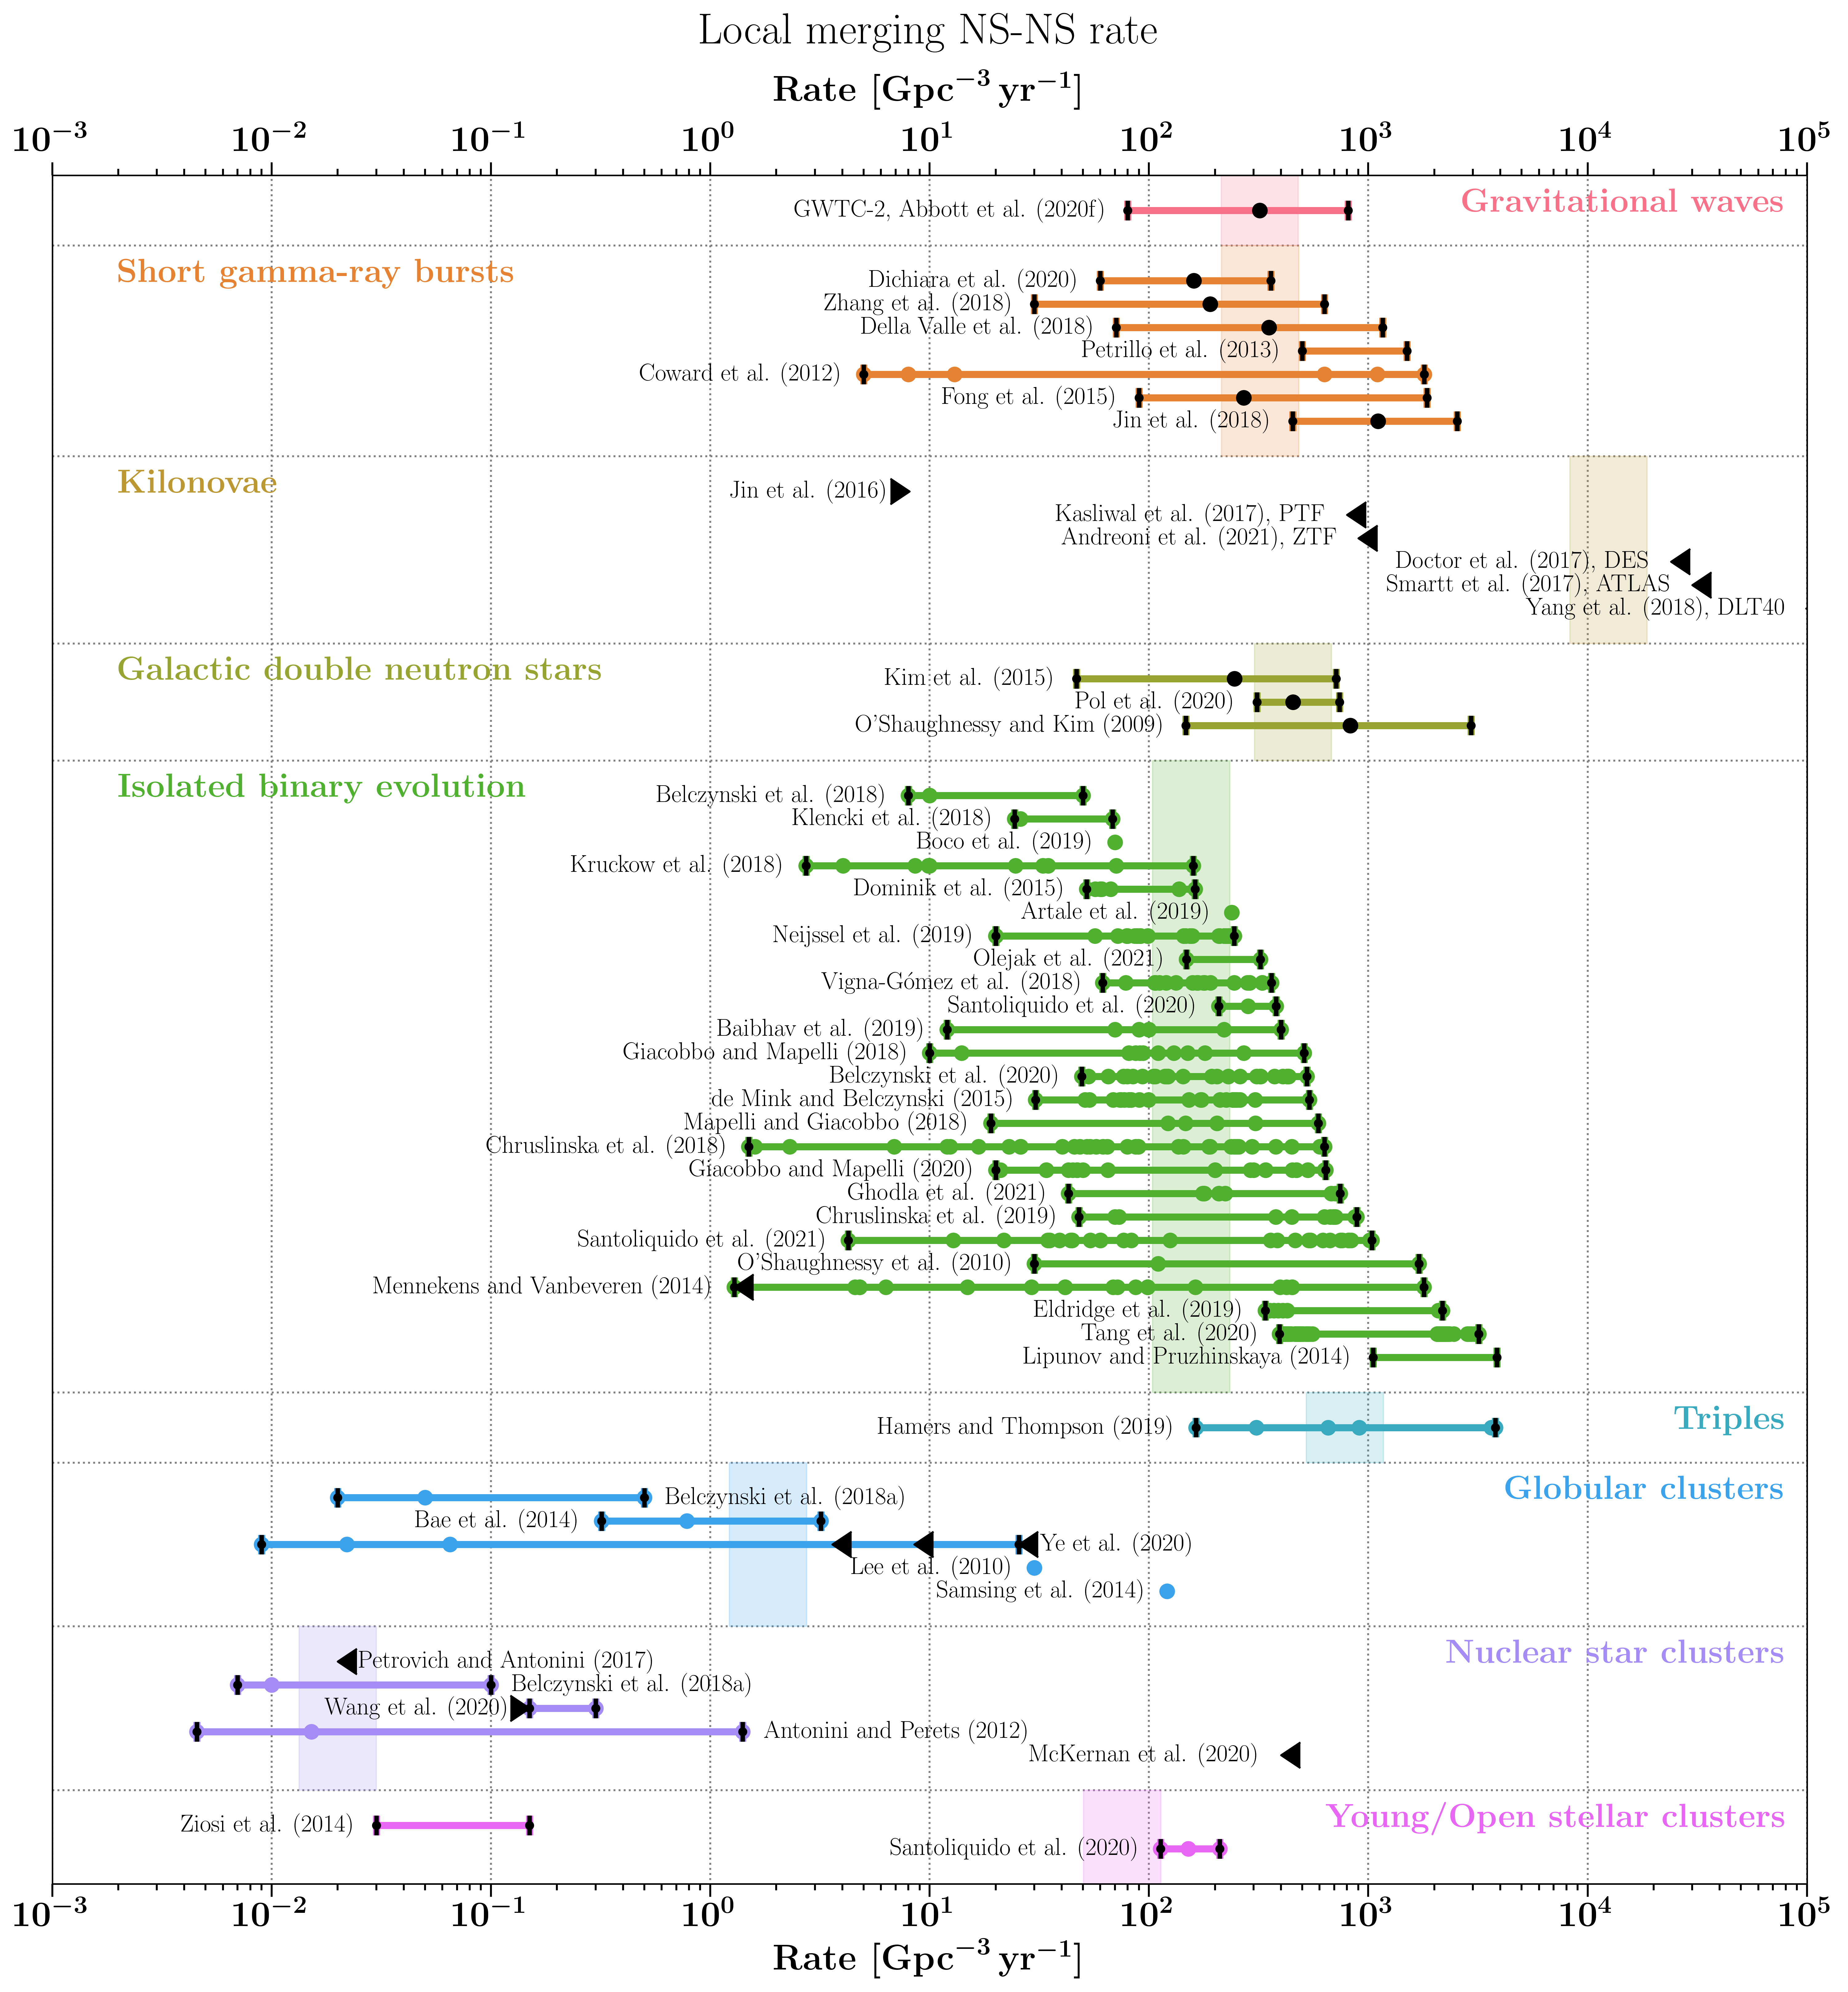 Local merging NS-NS rate
Rate [Gpc⁻³ yr⁻¹]
10⁻³ 10⁻² 10⁻¹ 10⁰ 10¹ 10² 10³ 10⁴ 10⁵
Gravitational waves
GWTC-2, Abbott et al. (2020f)
Short gamma-ray bursts
Dichiara et al. (2020)
Zhang et al. (2018)
Della Valle et al. (2018)
Petrillo et al. (2013)
Coward et al. (2012)
Fong et al. (2015)
Jin et al. (2018)
Kilonovae
Jin et al. (2016)
Kasliwal et al. (2017), PTF
Andreoni et al. (2021), ZTF
Doctor et al. (2017), DES
Smartt et al. (2017), ATLAS
Yang et al. (2018), DLT40
Galactic double neutron stars
Kim et al. (2015)
Pol et al. (2020)
O'Shaughnessy and Kim (2009)
Isolated binary evolution
Belczynski et al. (2018)
Klencki et al. (2018)
Boco et al. (2019)
Kruckow et al. (2018)
Dominik et al. (2015)
Artale et al. (2019)
Neijssel et al. (2019)
Olejak et al. (2021)
Vigna-Gómez et al. (2018)
Santoliquido et al. (2020)
Baibhav et al. (2019)
Giacobbo and Mapelli (2018)
Belczynski et al. (2020)
de Mink and Belczynski (2015)
Mapelli and Giacobbo (2018)
Chruslinska et al. (2018)
Giacobbo and Mapelli (2020)
Ghodla et al. (2021)
Chruslinska et al. (2019)
Santoliquido et al. (2021)
O'Shaughnessy et al. (2010)
Mennekens and Vanbeveren (2014)
Eldridge et al. (2019)
Tang et al. (2020)
Lipunov and Pruzhinskaya (2014)
Triples
Hamers and Thompson (2019)
Globular clusters
Belczynski et al. (2018a)
Bae et al. (2014)
Ye et al. (2020)
Lee et al. (2010)
Samsing et al. (2014)
Nuclear star clusters
Petrovich and Antonini (2017)
Belczynski et al. (2018a)
Wang et al. (2020)
Antonini and Perets (2012)
McKernan et al. (2020)
Young/Open stellar clusters
Ziosi et al. (2014)
Santoliquido et al. (2020)
10⁻³ 10⁻² 10⁻¹ 10⁰ 10¹ 10² 10³ 10⁴ 10⁵
Rate [Gpc⁻³ yr⁻¹]